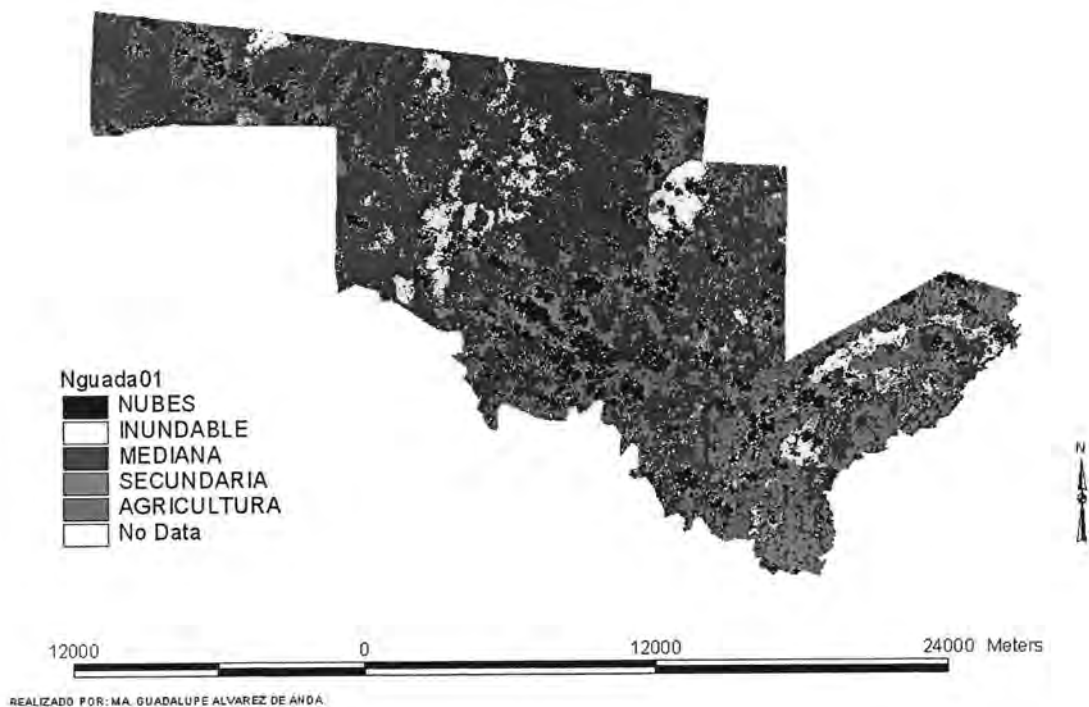 Nguada01
NUBES
INUNDABLE
MEDIANA
SECUNDARIA
AGRICULTURA
No Data
N
12000 0 12000 24000 Meters
REALIZADO POR: MA. GUADALUPE ALVAREZ DE ANDA